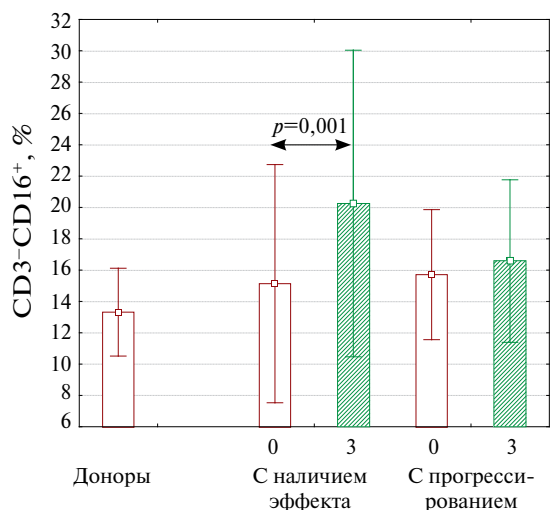 CD3⁻CD16⁺, %
32
30
28
26
24
22
20
18
16
14
12
10
8
6
p=0,001
0 3 0 3
Доноры С наличием С прогресси-
эффекта рованием